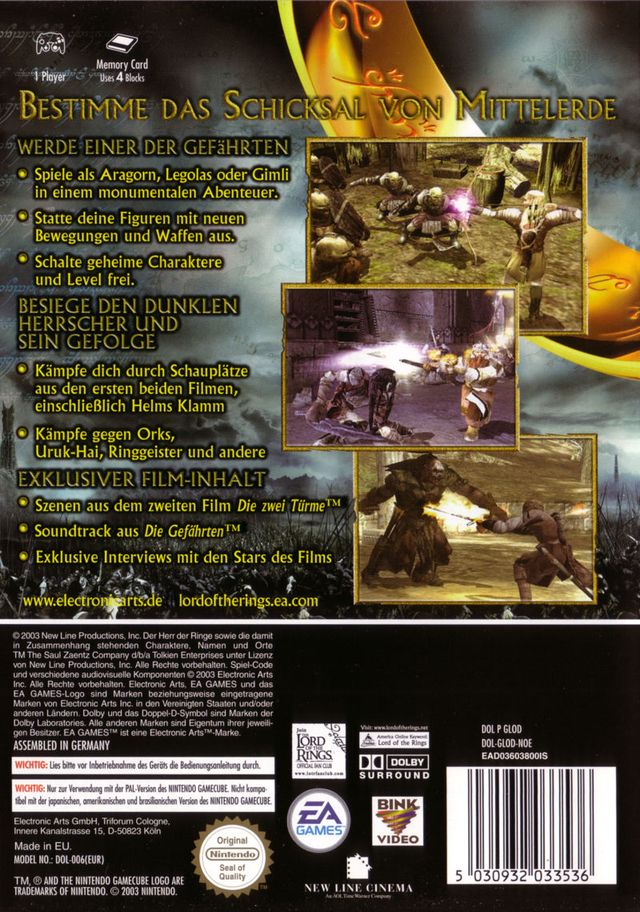 1 Player
Memory Card
Uses 4 Blocks
BESTIMME DAS SCHICKSAL VON MITTELERDE
WERDE EINER DER GEFäHRTEN
• Spiele als Aragorn, Legolas oder Gimli
in einem monumentalen Abenteuer.
• Statte deine Figuren mit neuen
Bewegungen und Waffen aus.
• Schalte geheime Charaktere
und Level frei.
BESIEGE DEN DUNKLEN
HERRSCHER UND
SEIN GEFOLGE
• Kämpfe dich durch Schauplätze
aus den ersten beiden Filmen,
einschließlich Helms Klamm
• Kämpfe gegen Orks,
Uruk-Hai, Ringgeister und andere
EXKLUSIVER FILM-INHALT
• Szenen aus dem zweiten Film Die zwei Türme™
• Soundtrack aus Die Gefährten™
• Exklusive Interviews mit den Stars des Films
www.electronicarts.de lordoftherings.ea.com
© 2003 New Line Productions, Inc. Der Herr der Ringe sowie die damit
in Zusammenhang stehenden Charaktere, Namen und Orte
TM The Saul Zaentz Company d/b/a Tolkien Enterprises unter Lizenz
von New Line Productions, Inc. Alle Rechte vorbehalten. Spiel-Code
und verschiedene audiovisuelle Komponenten © 2003 Electronic Arts
Inc. Alle Rechte vorbehalten. Electronic Arts, EA GAMES und das
EA GAMES-Logo sind Marken beziehungsweise eingetragene
Marken von Electronic Arts Inc. in den Vereinigten Staaten und/oder
anderen Ländern. Dolby und das Doppel-D-Symbol sind Marken der
Dolby Laboratories. Alle anderen Marken sind Eigentum ihrer jeweili-
gen Besitzer. EA GAMES™ ist eine Electronic Arts™-Marke.
ASSEMBLED IN GERMANY
WICHTIG: Lies bitte vor Inbetriebnahme des Geräts die Bedienungsanleitung durch.
WICHTIG: Nur zur Verwendung mit der PAL-Version des NINTENDO GAMECUBE. Nicht kompa-
tibel mit der japanischen, amerikanischen und brasilianischen Version des NINTENDO GAMECUBE.
Electronic Arts GmbH, Triforum Cologne,
Innere Kanalstrasse 15, D-50823 Köln
Made in EU.
MODEL NO.: DOL-006(EUR)
TM, ® AND THE NINTENDO GAMECUBE LOGO ARE
TRADEMARKS OF NINTENDO. © 2003 NINTENDO.
Original
Nintendo
Seal of
Quality
Join
THE LORD
OF THE
RINGS
OFFICIAL FAN CLUB
www.lotrfanclub.com
Visit: www.lordoftherings.net
America Online Keyword:
Lord of the Rings
DOLBY
SURROUND
EA
GAMES
BINK
VIDEO
NEW LINE CINEMA
An AOL Time Warner Company
DOL P GLOD
DOL-GLOD-NOE
EAD03603800IS
5 030932 033536